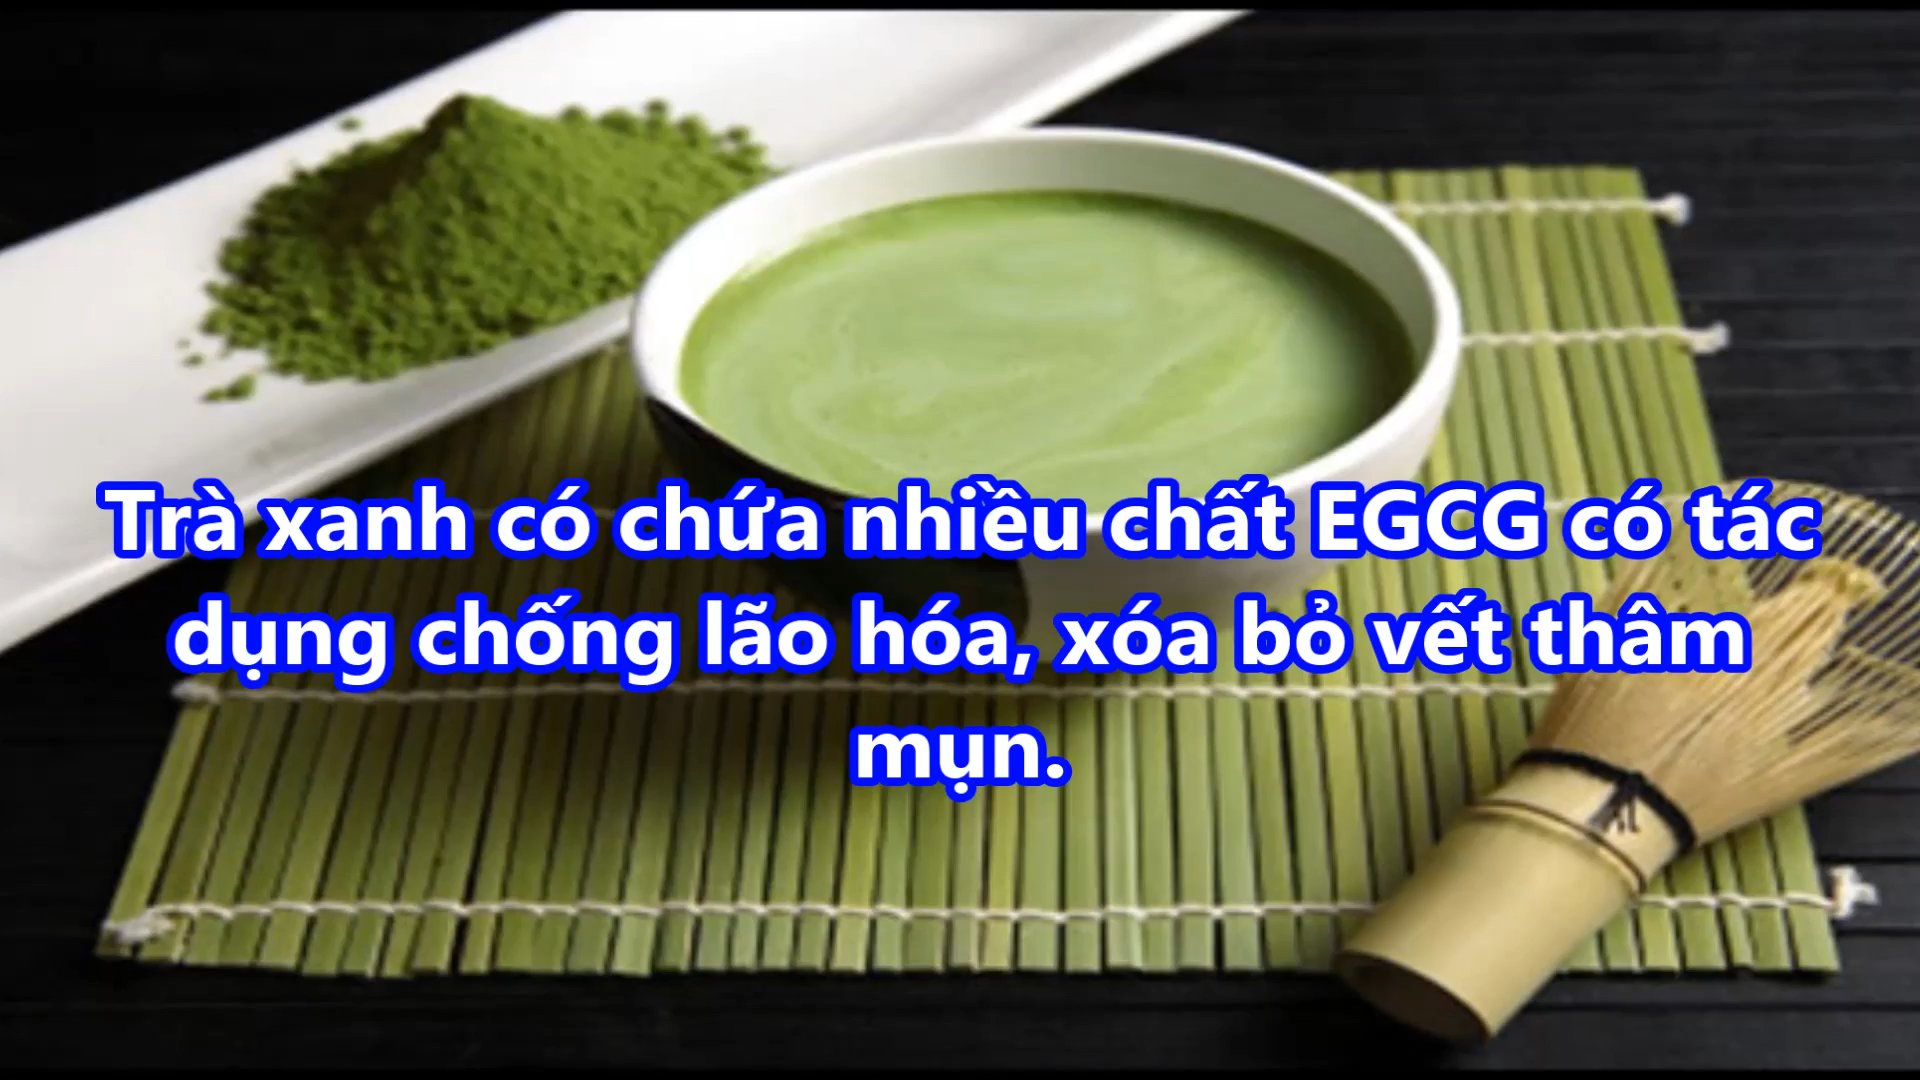 Trà xanh có chứa nhiều chất EGCG có tác
dụng chống lão hóa, xóa bỏ vết thâm
mụn.